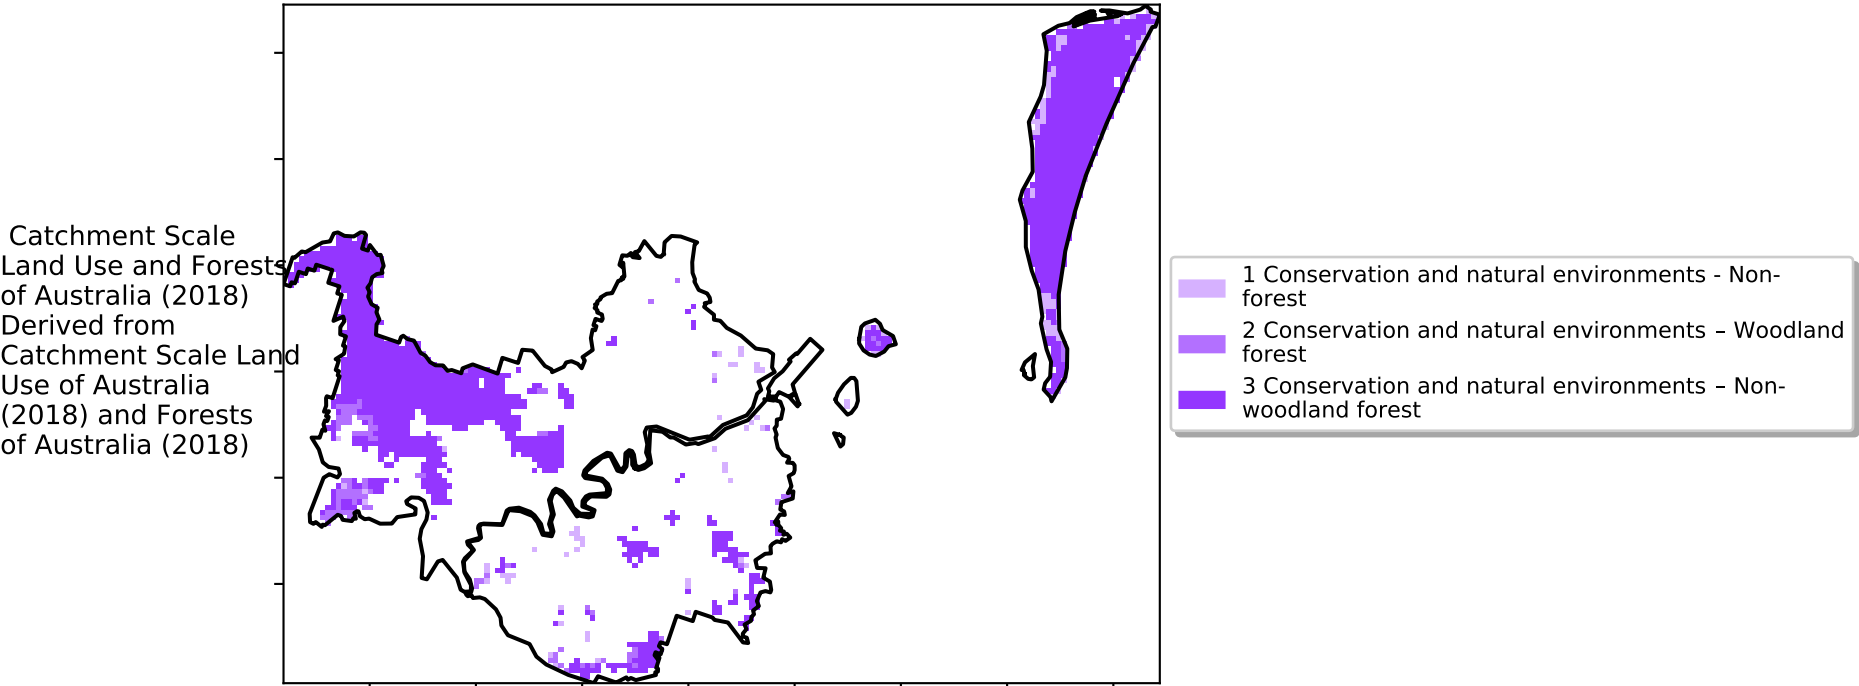 Catchment Scale
Land Use and Forests
of Australia (2018)
Derived from
Catchment Scale Land
Use of Australia
(2018) and Forests
of Australia (2018)
1 Conservation and natural environments - Non-
forest
2 Conservation and natural environments – Woodland
forest
3 Conservation and natural environments – Non-
woodland forest